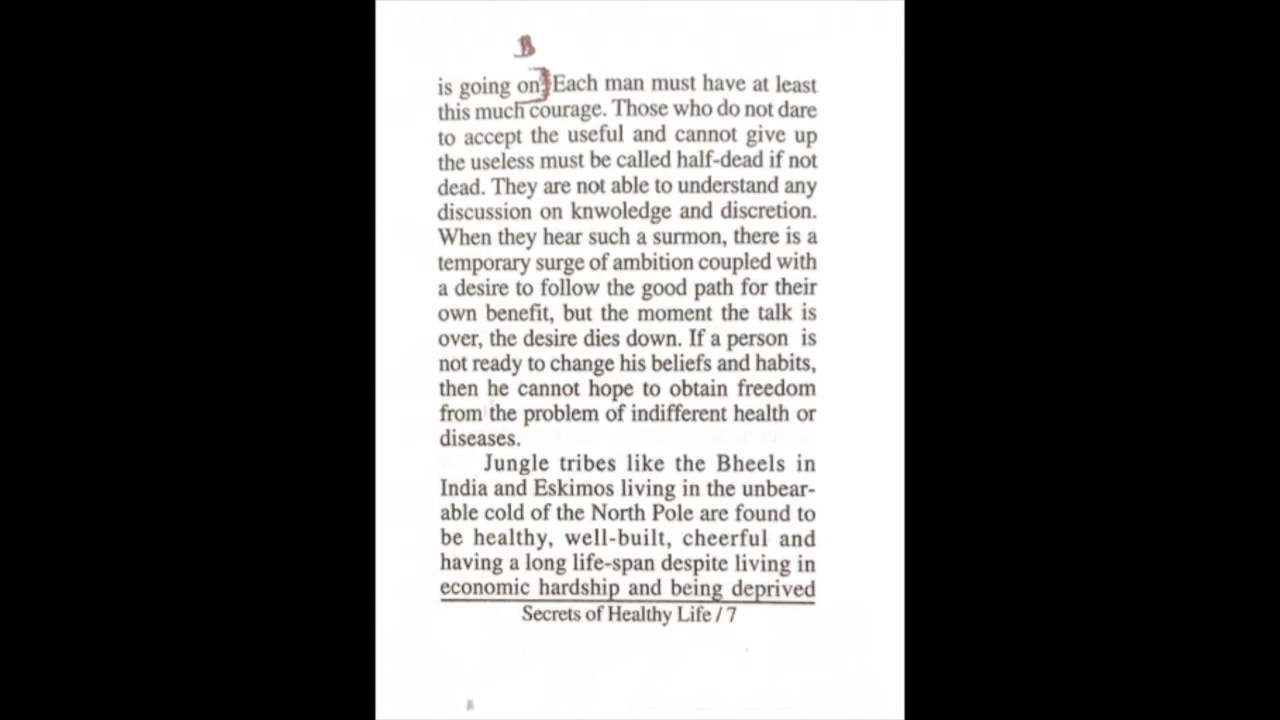 B
is going on. Each man must have at least
this much courage. Those who do not dare
to accept the useful and cannot give up
the useless must be called half-dead if not
dead. They are not able to understand any
discussion on knwoledge and discretion.
When they hear such a surmon, there is a
temporary surge of ambition coupled with
a desire to follow the good path for their
own benefit, but the moment the talk is
over, the desire dies down. If a person is
not ready to change his beliefs and habits,
then he cannot hope to obtain freedom
from the problem of indifferent health or
diseases.
Jungle tribes like the Bheels in
India and Eskimos living in the unbear-
able cold of the North Pole are found to
be healthy, well-built, cheerful and
having a long life-span despite living in
economic hardship and being deprived
Secrets of Healthy Life / 7